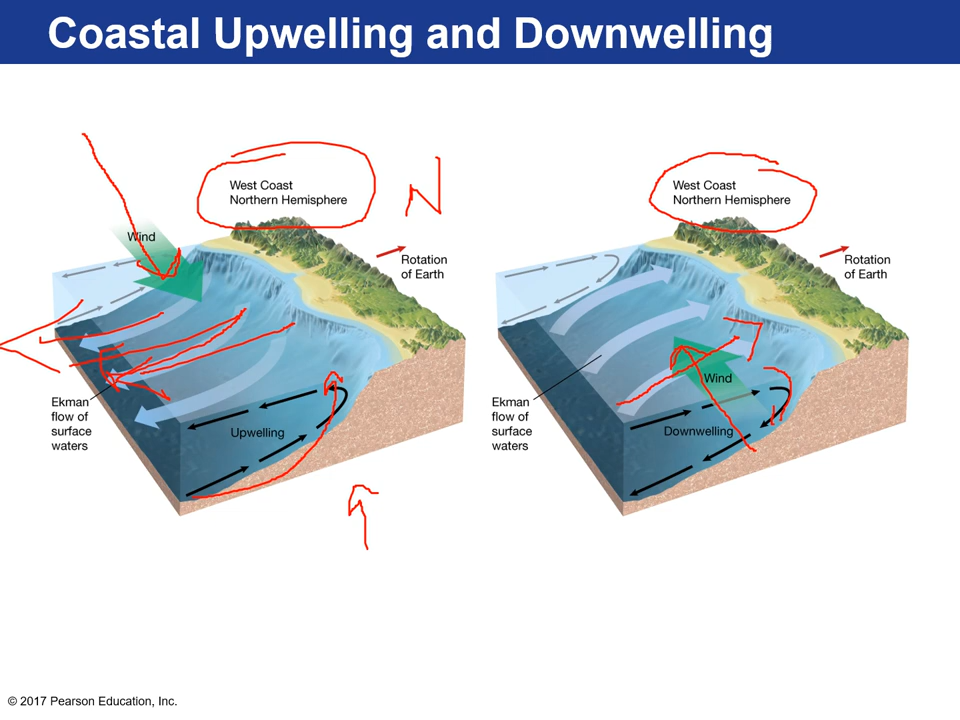 Coastal Upwelling and Downwelling
West Coast
Northern Hemisphere
N
Wind
Rotation
of Earth
Ekman
flow of
surface
waters
Upwelling
West Coast
Northern Hemisphere
Rotation
of Earth
Wind
Ekman
flow of
surface
waters
Downwelling
© 2017 Pearson Education, Inc.